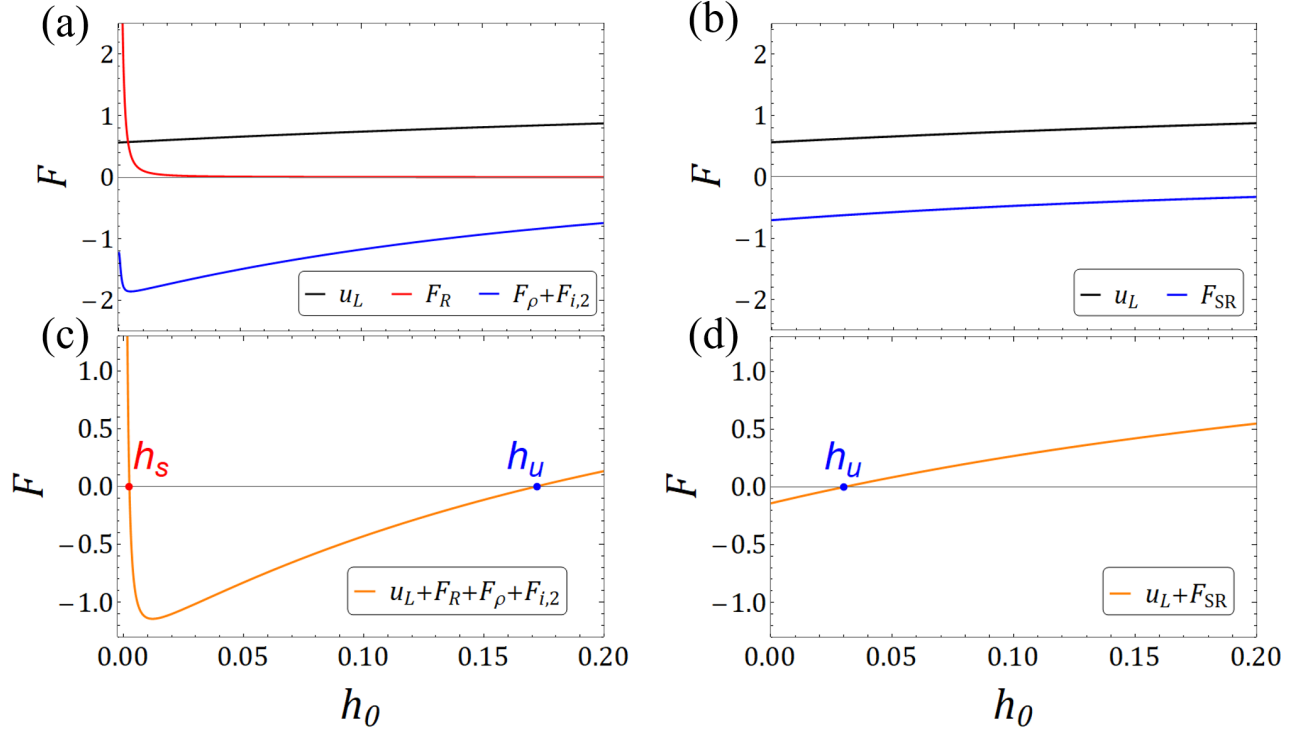 (a)
2
1
0
−1
−2
F
u_L F_R F_ρ+F_{i,2}
(b)
2
1
0
−1
−2
F
u_L F_SR
(c)
1.0
0.5
0.0
−0.5
−1.0
F
h_s
h_u
u_L+F_R+F_ρ+F_{i,2}
0.00 0.05 0.10 0.15 0.20
h_0
(d)
1.0
0.5
0.0
−0.5
−1.0
F
h_u
u_L+F_SR
0.00 0.05 0.10 0.15 0.20
h_0